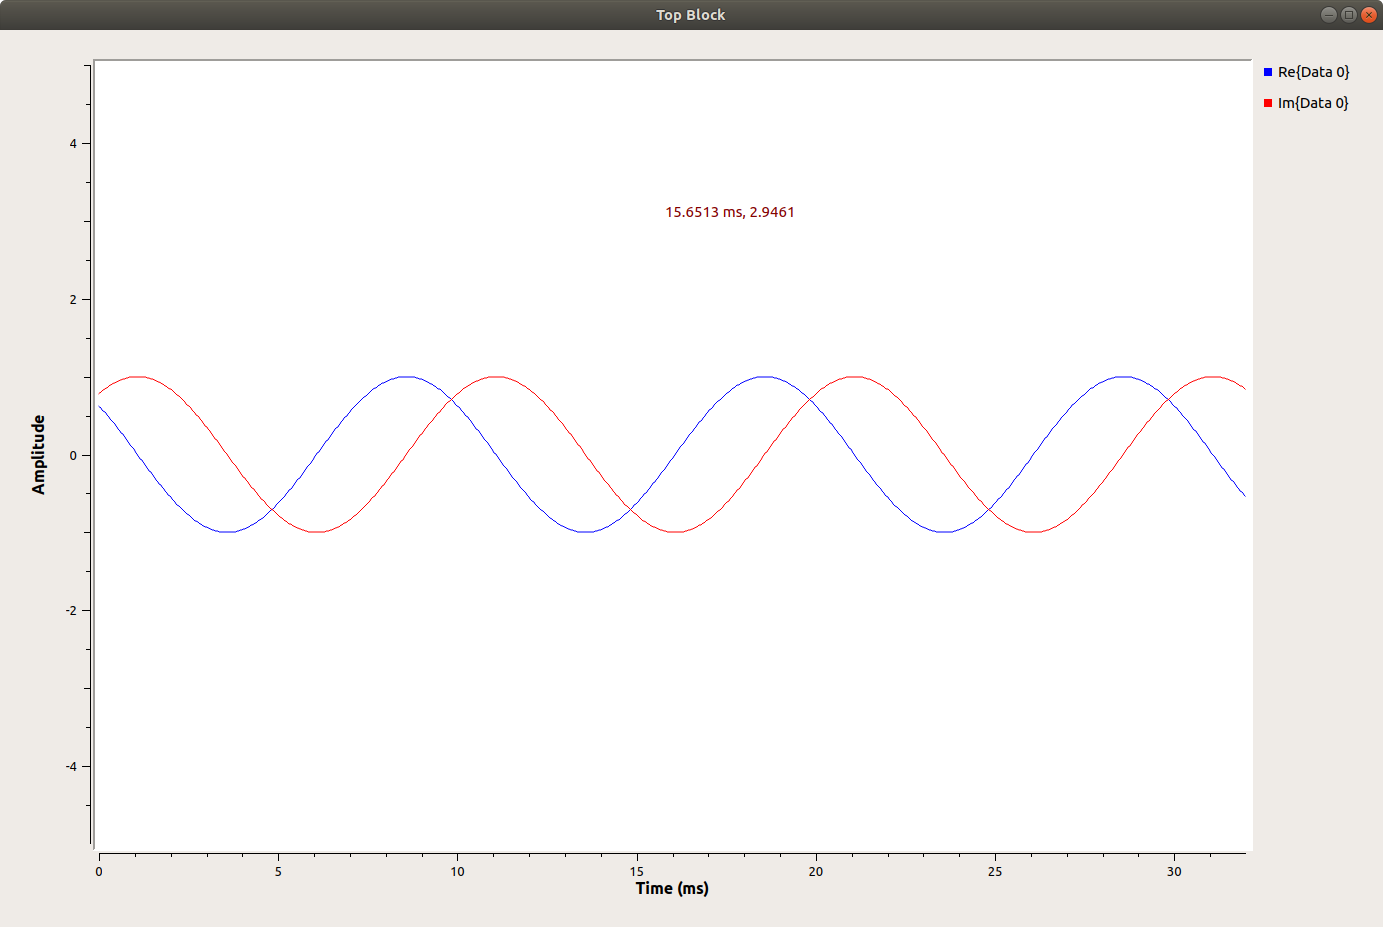 Top Block
Re{Data 0}
Im{Data 0}
4
15.6513 ms, 2.9461
2
0
-2
-4
Amplitude
0 5 10 15 20 25 30
Time (ms)